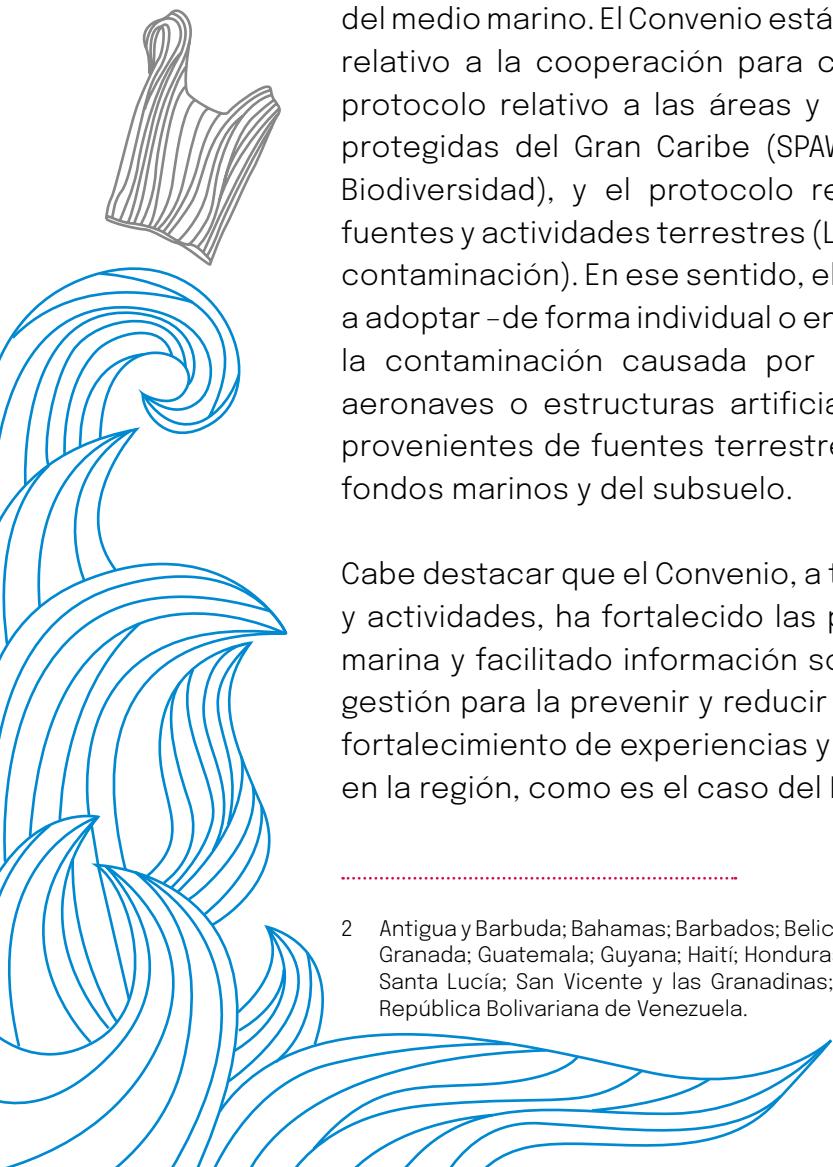 del medio marino. El Convenio está
relativo a la cooperación para c
protocolo relativo a las áreas y
protegidas del Gran Caribe (SPAW
Biodiversidad), y el protocolo re
fuentes y actividades terrestres (L
contaminación). En ese sentido, el
a adoptar –de forma individual o en
la contaminación causada por
aeronaves o estructuras artificia
provenientes de fuentes terrestre
fondos marinos y del subsuelo.
Cabe destacar que el Convenio, a t
y actividades, ha fortalecido las p
marina y facilitado información so
gestión para la prevenir y reducir
fortalecimiento de experiencias y
en la región, como es el caso del
2 Antigua y Barbuda; Bahamas; Barbados; Belic
Granada; Guatemala; Guyana; Haití; Honduras
Santa Lucía; San Vicente y las Granadinas;
República Bolivariana de Venezuela.